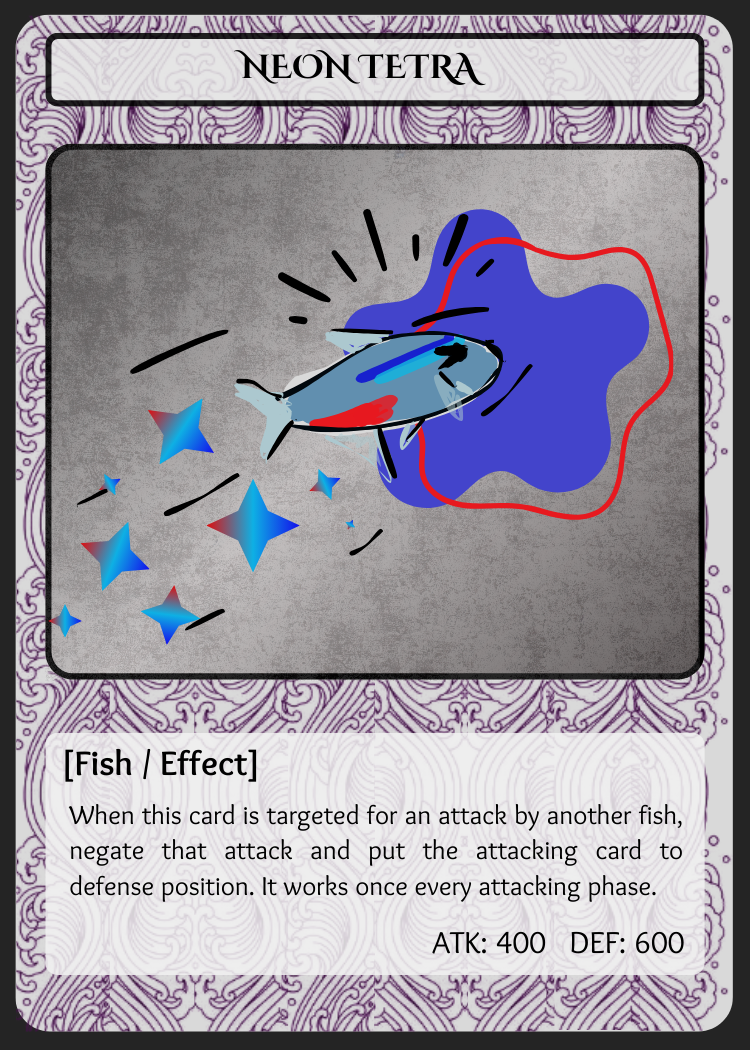 NEON TETRA
[Fish / Effect]
When this card is targeted for an attack by another fish,
negate that attack and put the attacking card to
defense position. It works once every attacking phase.
ATK: 400 DEF: 600